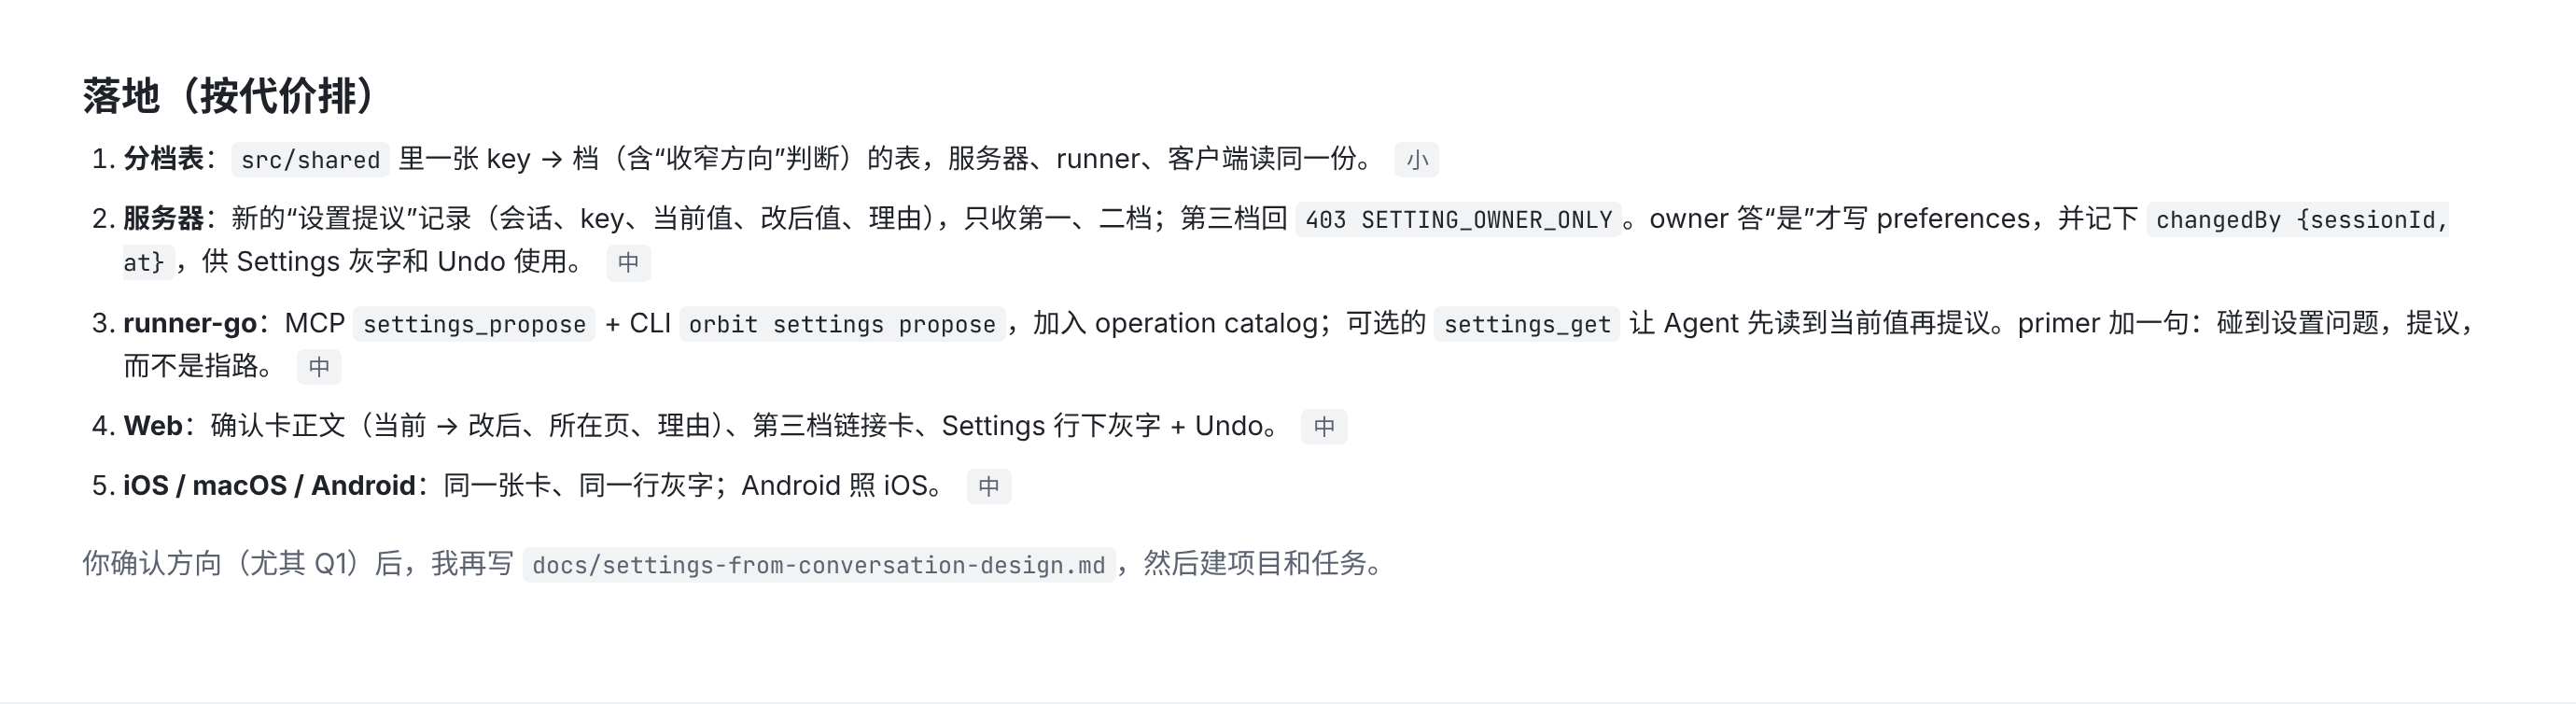 落地（按代价排）
1. 分档表：src/shared 里一张 key → 档（含“收窄方向”判断）的表，服务器、runner、客户端读同一份。 小
2. 服务器：新的“设置提议”记录（会话、key、当前值、改后值、理由），只收第一、二档；第三档回 403 SETTING_OWNER_ONLY。owner 答“是”才写 preferences，并记下 changedBy {sessionId,
at}，供 Settings 灰字和 Undo 使用。 中
3. runner-go：MCP settings_propose + CLI orbit settings propose，加入 operation catalog；可选的 settings_get 让 Agent 先读到当前值再提议。primer 加一句：碰到设置问题，提议，
而不是指路。 中
4. Web：确认卡正文（当前 → 改后、所在页、理由）、第三档链接卡、Settings 行下灰字 + Undo。 中
5. iOS / macOS / Android：同一张卡、同一行灰字；Android 照 iOS。 中
你确认方向（尤其 Q1）后，我再写 docs/settings-from-conversation-design.md，然后建项目和任务。